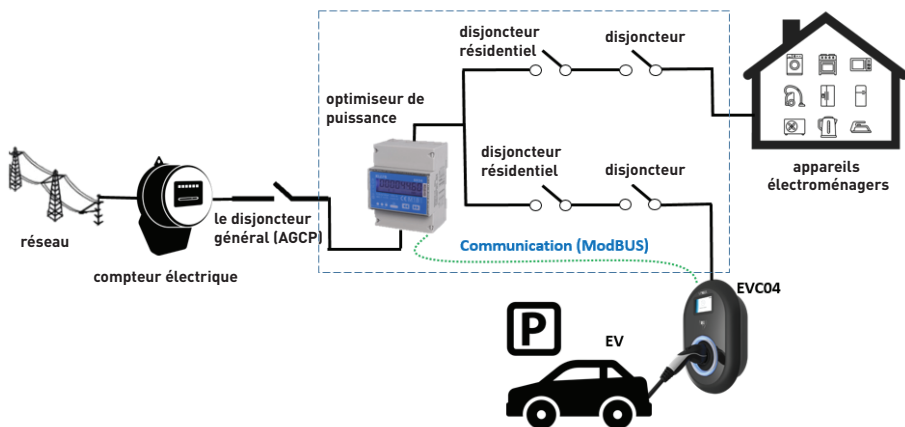 disjoncteur
résidentiel
disjoncteur
optimiseur de
puissance
disjoncteur
résidentiel
disjoncteur
appareils
électroménagers
réseau
le disjoncteur
général (AGCP)
compteur électrique
Communication (ModBUS)
EVC04
P
EV